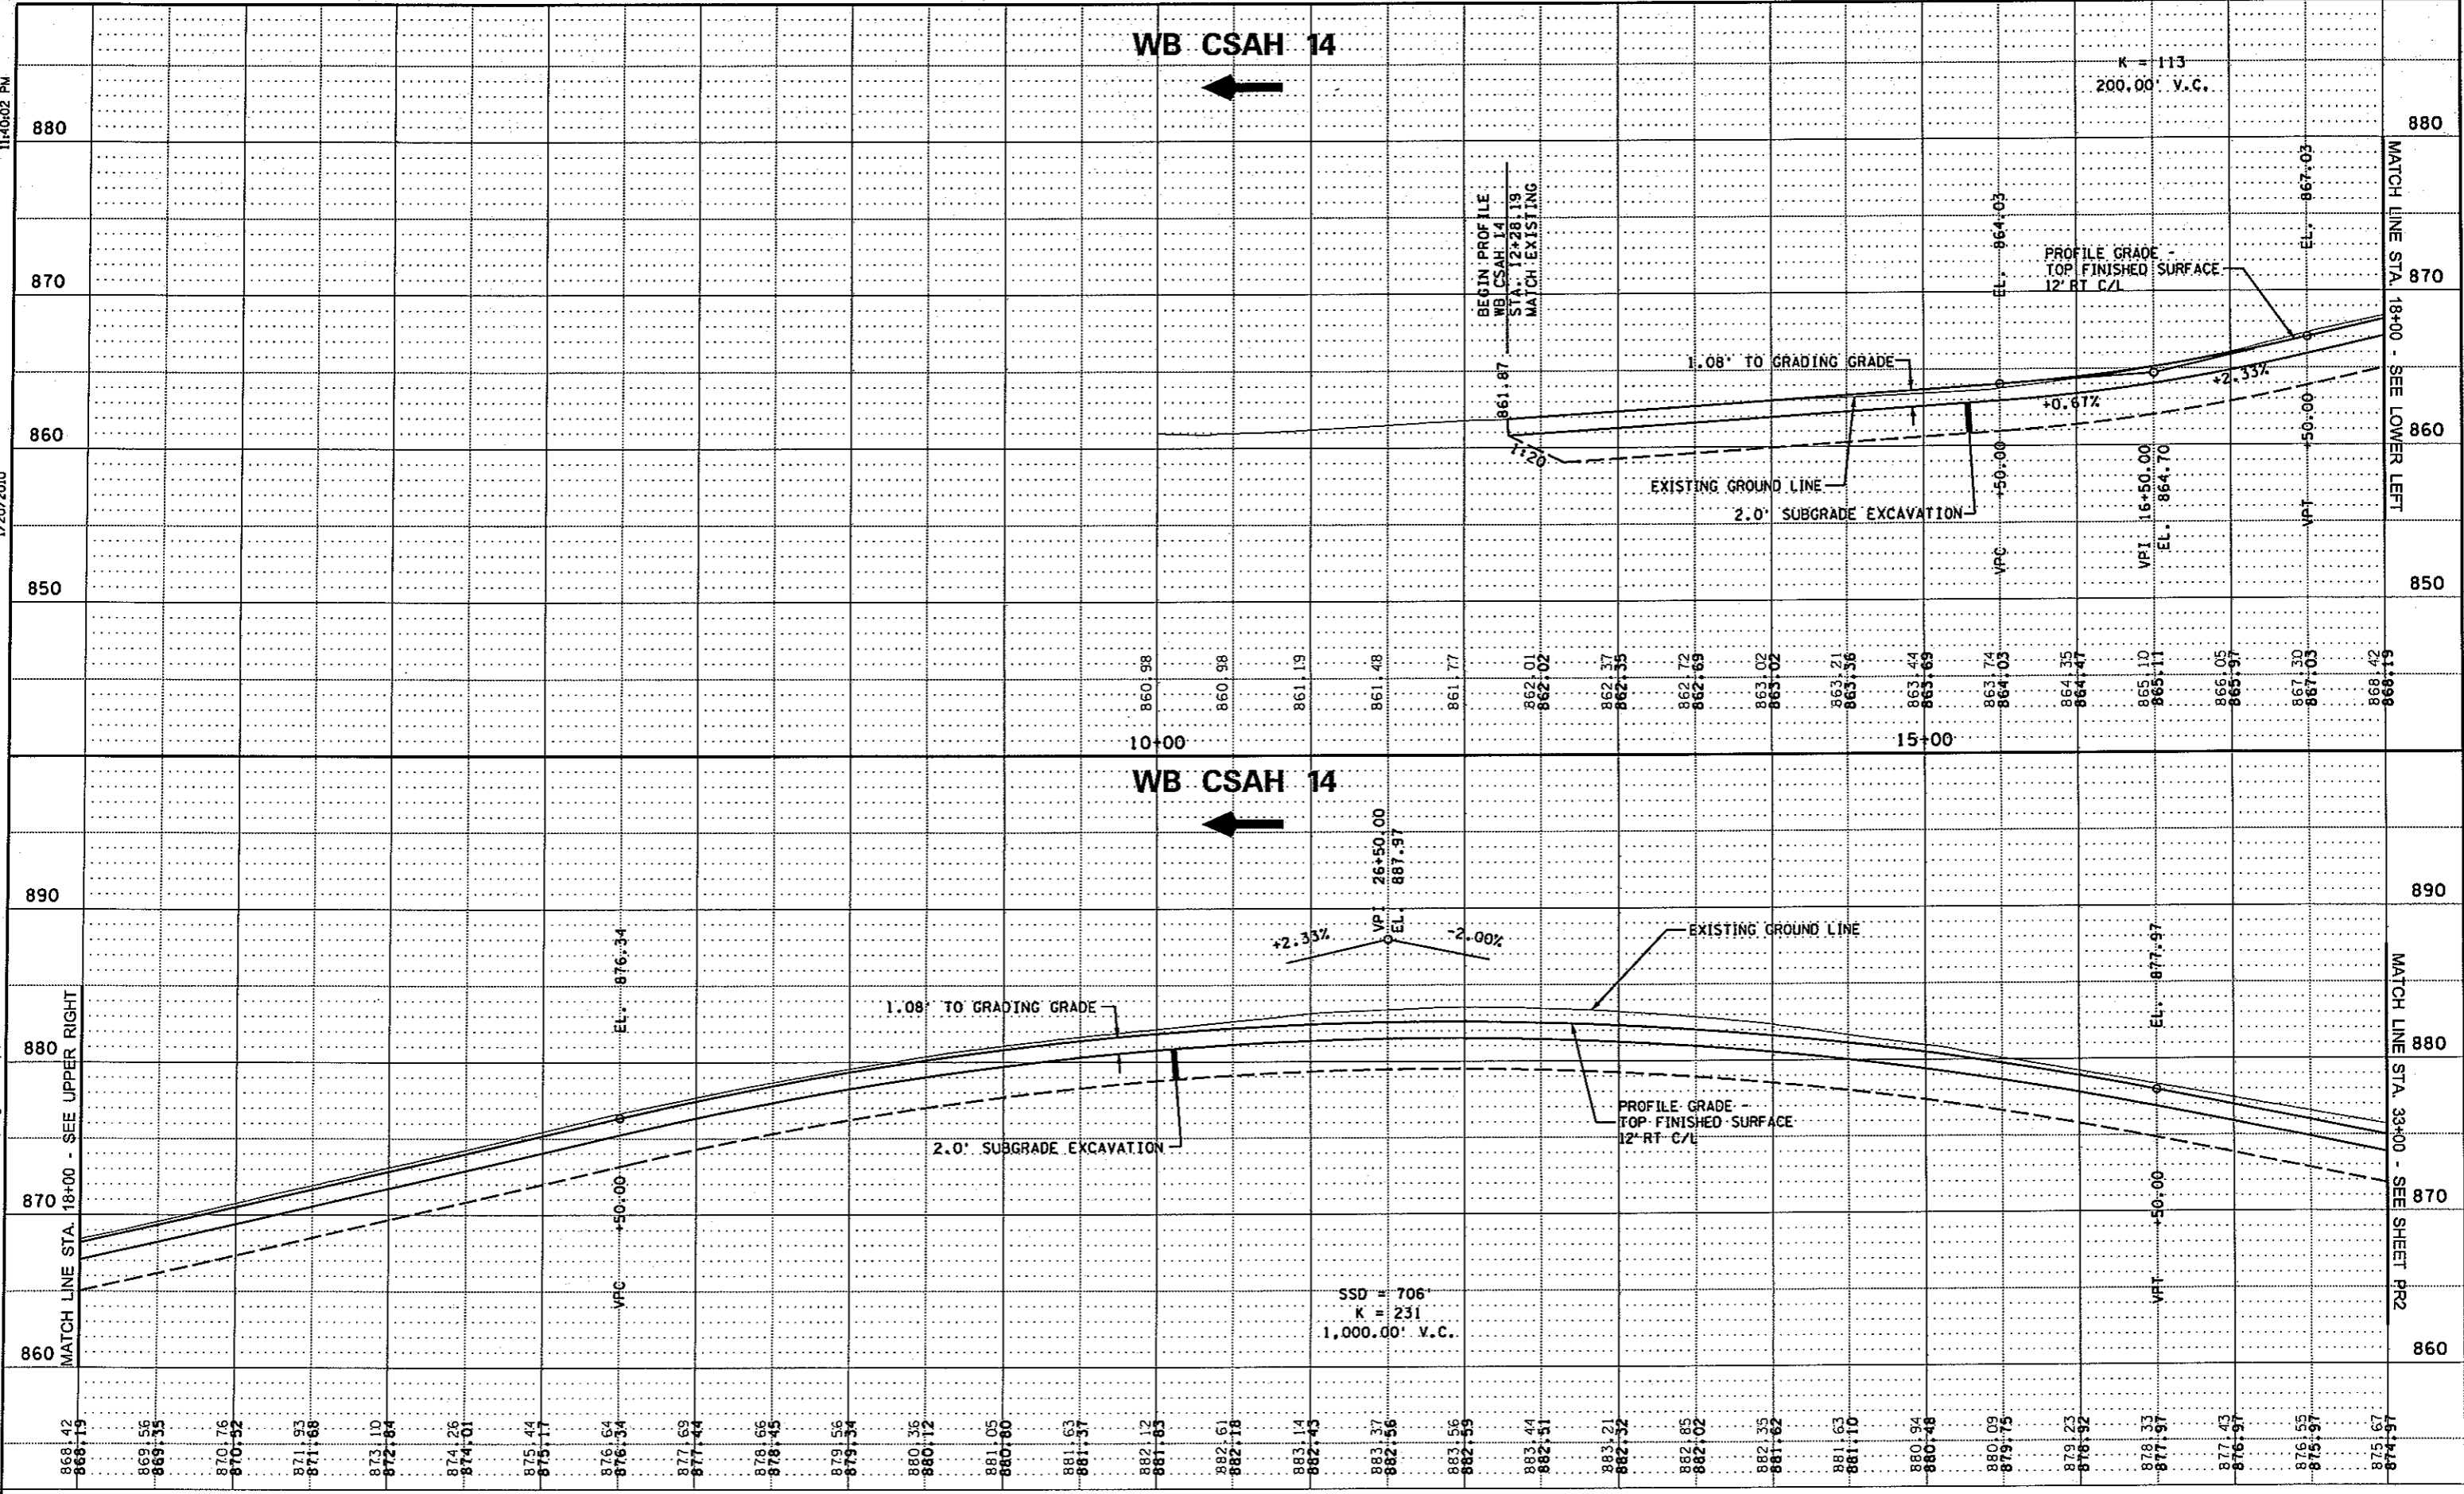 11:40:02 PM
WB CSAH 14
K = 113
200.00' V.C.
880
880
870
870
860
860
850
850
BEGIN PROFILE
WB CSAH 14
STA. 12+28.19
MATCH EXISTING
861.87
1:20
1.08' TO GRADING GRADE
EXISTING GROUND LINE
2.0' SUBGRADE EXCAVATION
EL. 864.03
VPC +50.00
+0.67%
VPI 16+50.00
EL. 864.70
+2.33%
PROFILE GRADE -
TOP FINISHED SURFACE
12' RT C/L
EL. 867.03
VPT +50.00
MATCH LINE STA. 18+00 - SEE LOWER LEFT
860.98
860.98
861.19
861.48
861.77
862.01
862.02
862.37
862.35
862.72
862.69
863.02
863.02
863.21
863.36
863.44
863.69
863.74
864.03
864.35
864.47
865.10
865.11
866.05
865.97
867.30
867.03
868.42
868.19
10+00
15+00
WB CSAH 14
890
890
880
880
870
870
860
860
MATCH LINE STA. 18+00 - SEE UPPER RIGHT
EL. 876.34
VPC +50.00
1.08' TO GRADING GRADE
2.0' SUBGRADE EXCAVATION
+2.33%
VPI 26+50.00
EL. 887.97
-2.00%
EXISTING GROUND LINE
PROFILE GRADE -
TOP FINISHED SURFACE
12' RT C/L
SSD = 706'
K = 231
1,000.00' V.C.
EL. 877.97
VPT +50.00
MATCH LINE STA. 33+00 - SEE SHEET PR2
868.42
868.19
869.56
869.35
870.76
870.52
871.93
871.68
873.10
872.84
874.26
874.01
875.44
875.17
876.64
876.34
877.69
877.44
878.66
878.45
879.56
879.34
880.36
880.12
881.05
880.80
881.63
881.37
882.12
881.83
882.61
882.18
883.14
882.43
883.37
882.56
883.56
882.59
883.44
882.51
883.21
882.32
882.85
882.02
882.35
881.62
881.63
881.10
880.94
880.48
880.09
879.75
879.23
878.92
878.33
877.97
877.43
876.97
876.55
875.97
875.67
874.97